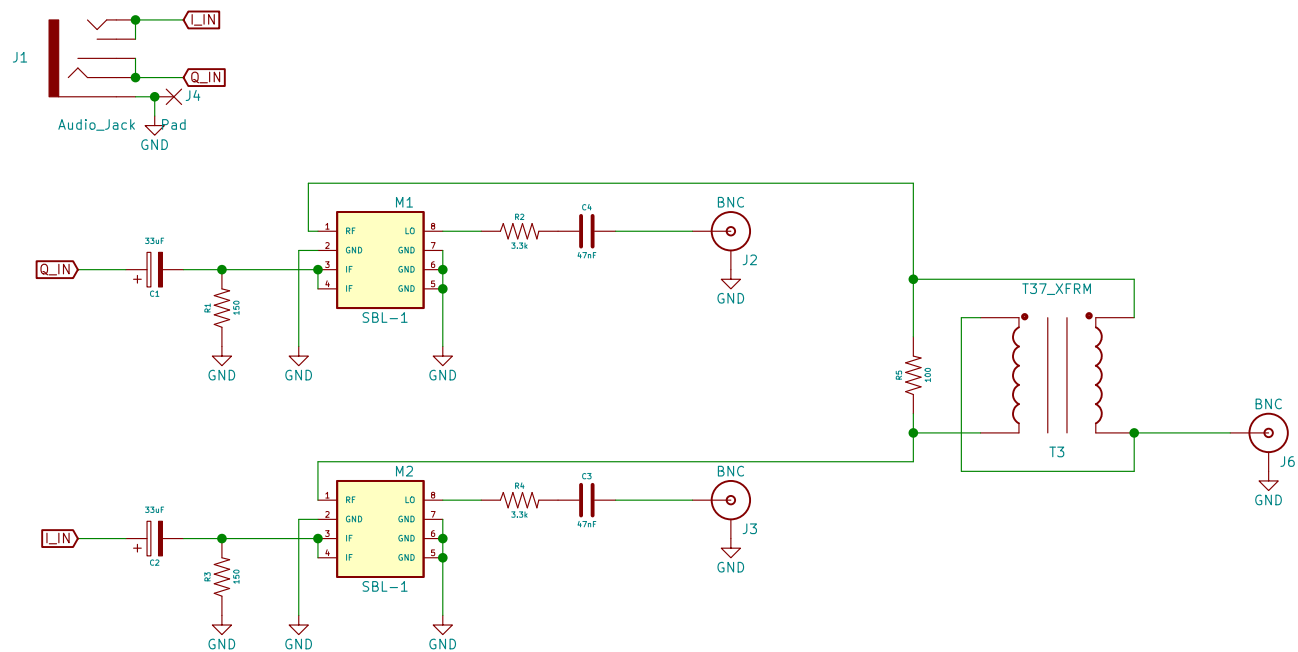 I_IN
J1
Q_IN
J4
Audio_Jack
Pad
GND
M1
BNC
1 RF LO 8
2 GND GND 7
3 IF GND 6
4 IF GND 5
SBL-1
R2
3.3k
C4
47nF
J2
GND
33uF
Q_IN
+
C1
R1
150
GND
GND
GND
T37_XFRM
R5
100
T3
BNC
J6
GND
M2
BNC
1 RF LO 8
2 GND GND 7
3 IF GND 6
4 IF GND 5
SBL-1
R4
3.3k
C3
47nF
J3
GND
33uF
I_IN
+
C2
R3
150
GND
GND
GND